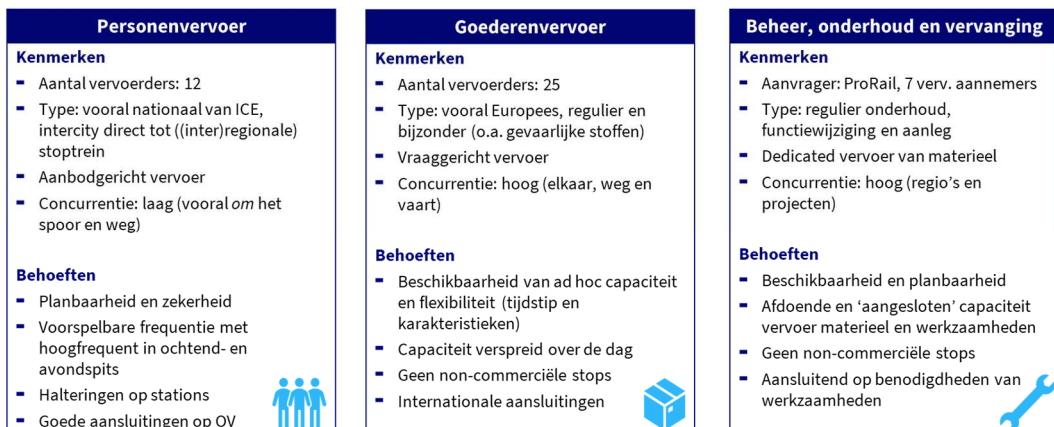 Personenvervoer
Kenmerken
- Aantal vervoerders: 12
- Type: vooral nationaal van ICE,
intercity direct tot ((inter)regionale)
stoptrein
- Aanbodgericht vervoer
- Concurrentie: laag (vooral om het
spoor en weg)
Behoeften
- Planbaarheid en zekerheid
- Voorspelbare frequentie met
hoogfrequent in ochtend- en
avondspits
- Halteringen op stations
- Goede aansluitingen op OV
Goederenvervoer
Kenmerken
- Aantal vervoerders: 25
- Type: vooral Europees, regulier en
bijzonder (o.a. gevaarlijke stoffen)
- Vraaggericht vervoer
- Concurrentie: hoog (elkaar, weg en
vaart)
Behoeften
- Beschikbaarheid van ad hoc capaciteit
en flexibiliteit (tijdstip en
karakteristieken)
- Capaciteit verspreid over de dag
- Geen non-commerciële stops
- Internationale aansluitingen
Beheer, onderhoud en vervanging
Kenmerken
- Aanvrager: ProRail, 7 verv. aannemers
- Type: regulier onderhoud,
functiewijziging en aanleg
- Dedicated vervoer van materieel
- Concurrentie: hoog (regio's en
projecten)
Behoeften
- Beschikbaarheid en planbaarheid
- Afdoende en 'aangesloten' capaciteit
vervoer materieel en werkzaamheden
- Geen non-commerciële stops
- Aansluitend op benodigdheden van
werkzaamheden